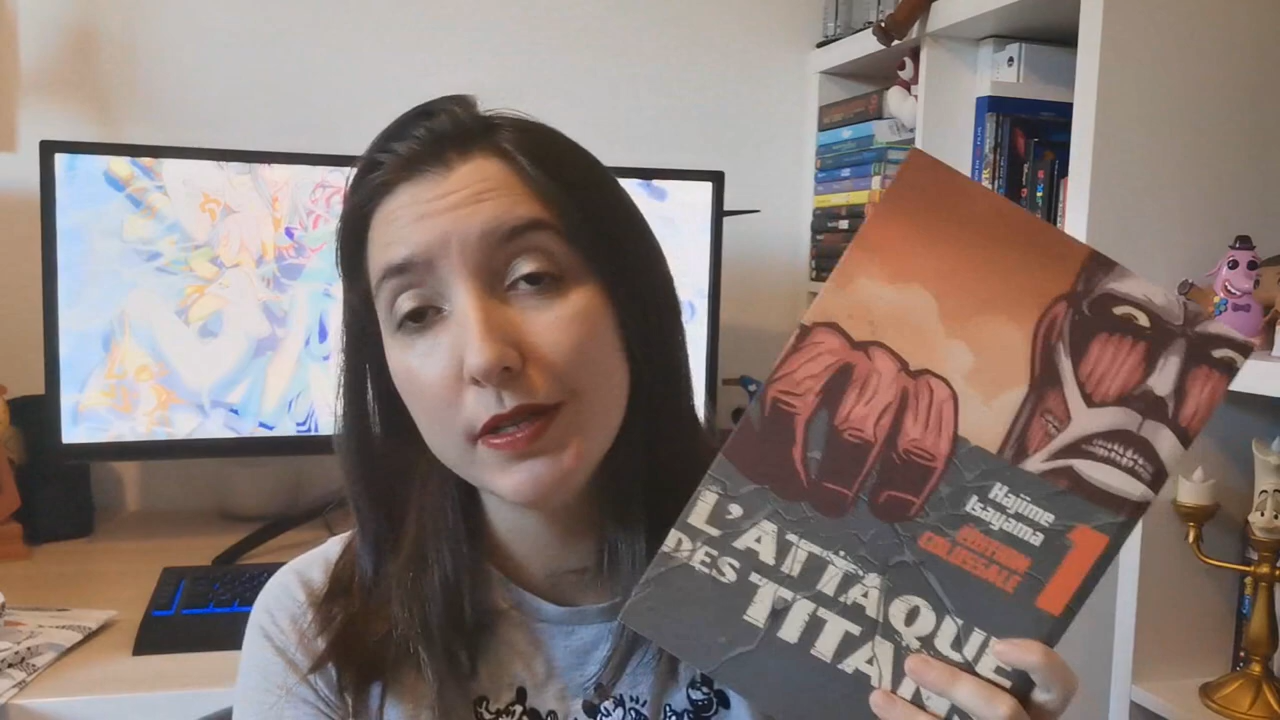 Hajime
Isayama
ÉDITION
COLOSSALE
1
L'ATTAQUE
DES TITANS